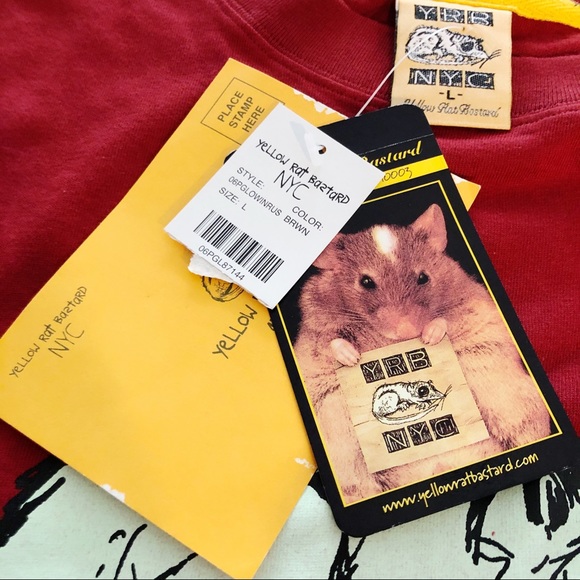 YRB
NYC
-L-
Yellow Rat Bastard
PLACE
STAMP
HERE
YELLOW RAT BAStARD
NYC
STYLE: COLOR:
06PGLOWINRUS BRWN
SIZE: L
06PGL87144
Bastard
0003
YELLOW RAT BAStARD
NYC
YELLOW
YRB
NYC
www.yellowratbastard.com